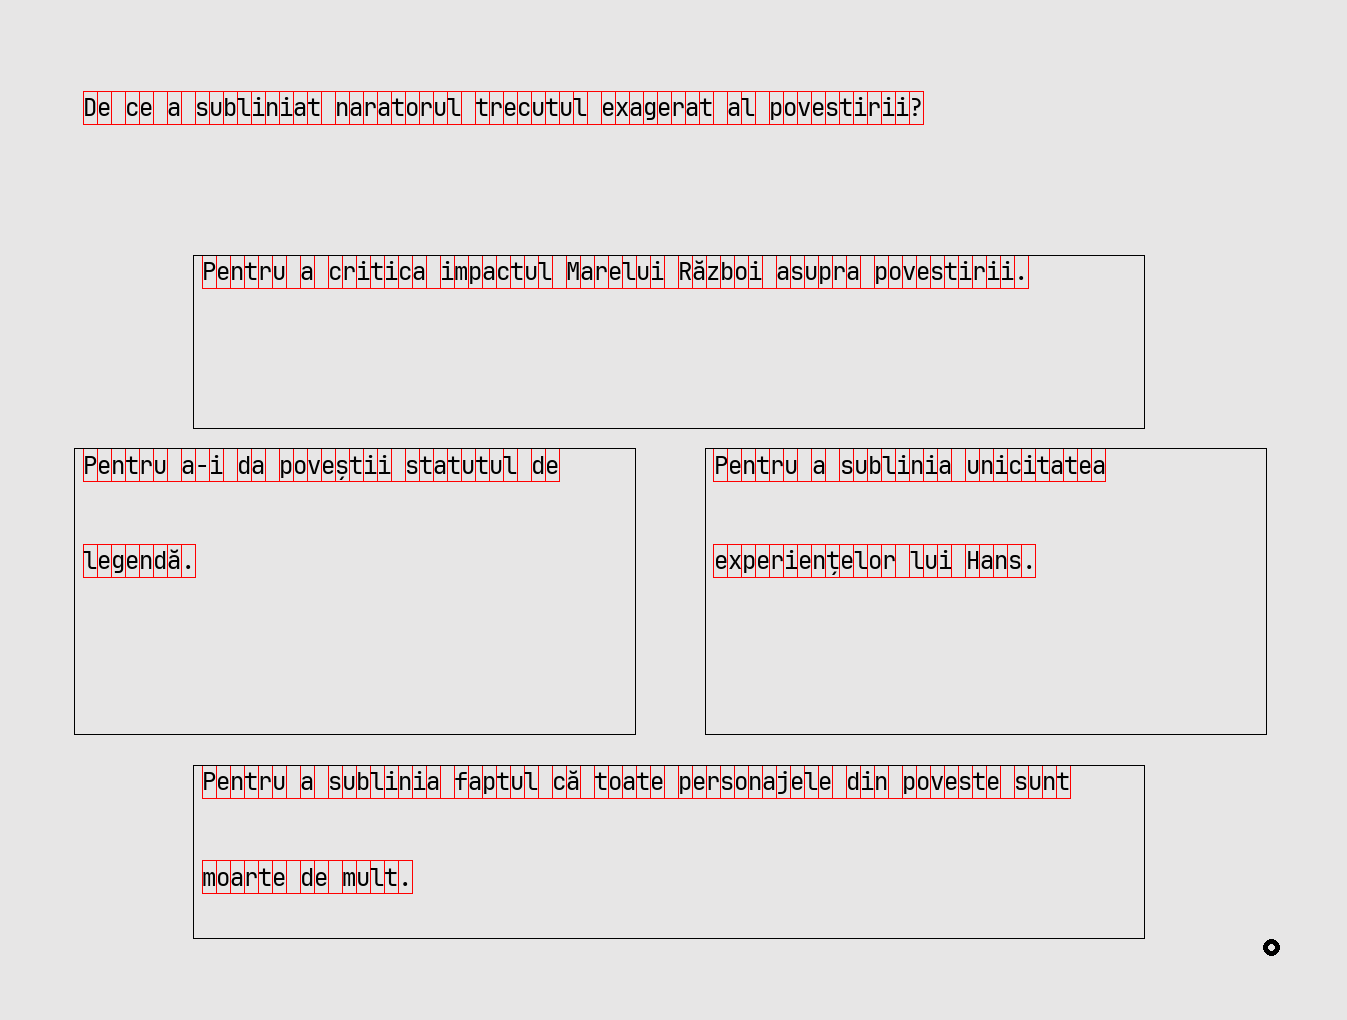 De ce a subliniat naratorul trecutul exagerat al povestirii?
Pentru a critica impactul Marelui Război asupra povestirii.
Pentru a-i da poveștii statutul de
legendă.
Pentru a sublinia unicitatea
experiențelor lui Hans.
Pentru a sublinia faptul că toate personajele din poveste sunt
moarte de mult.